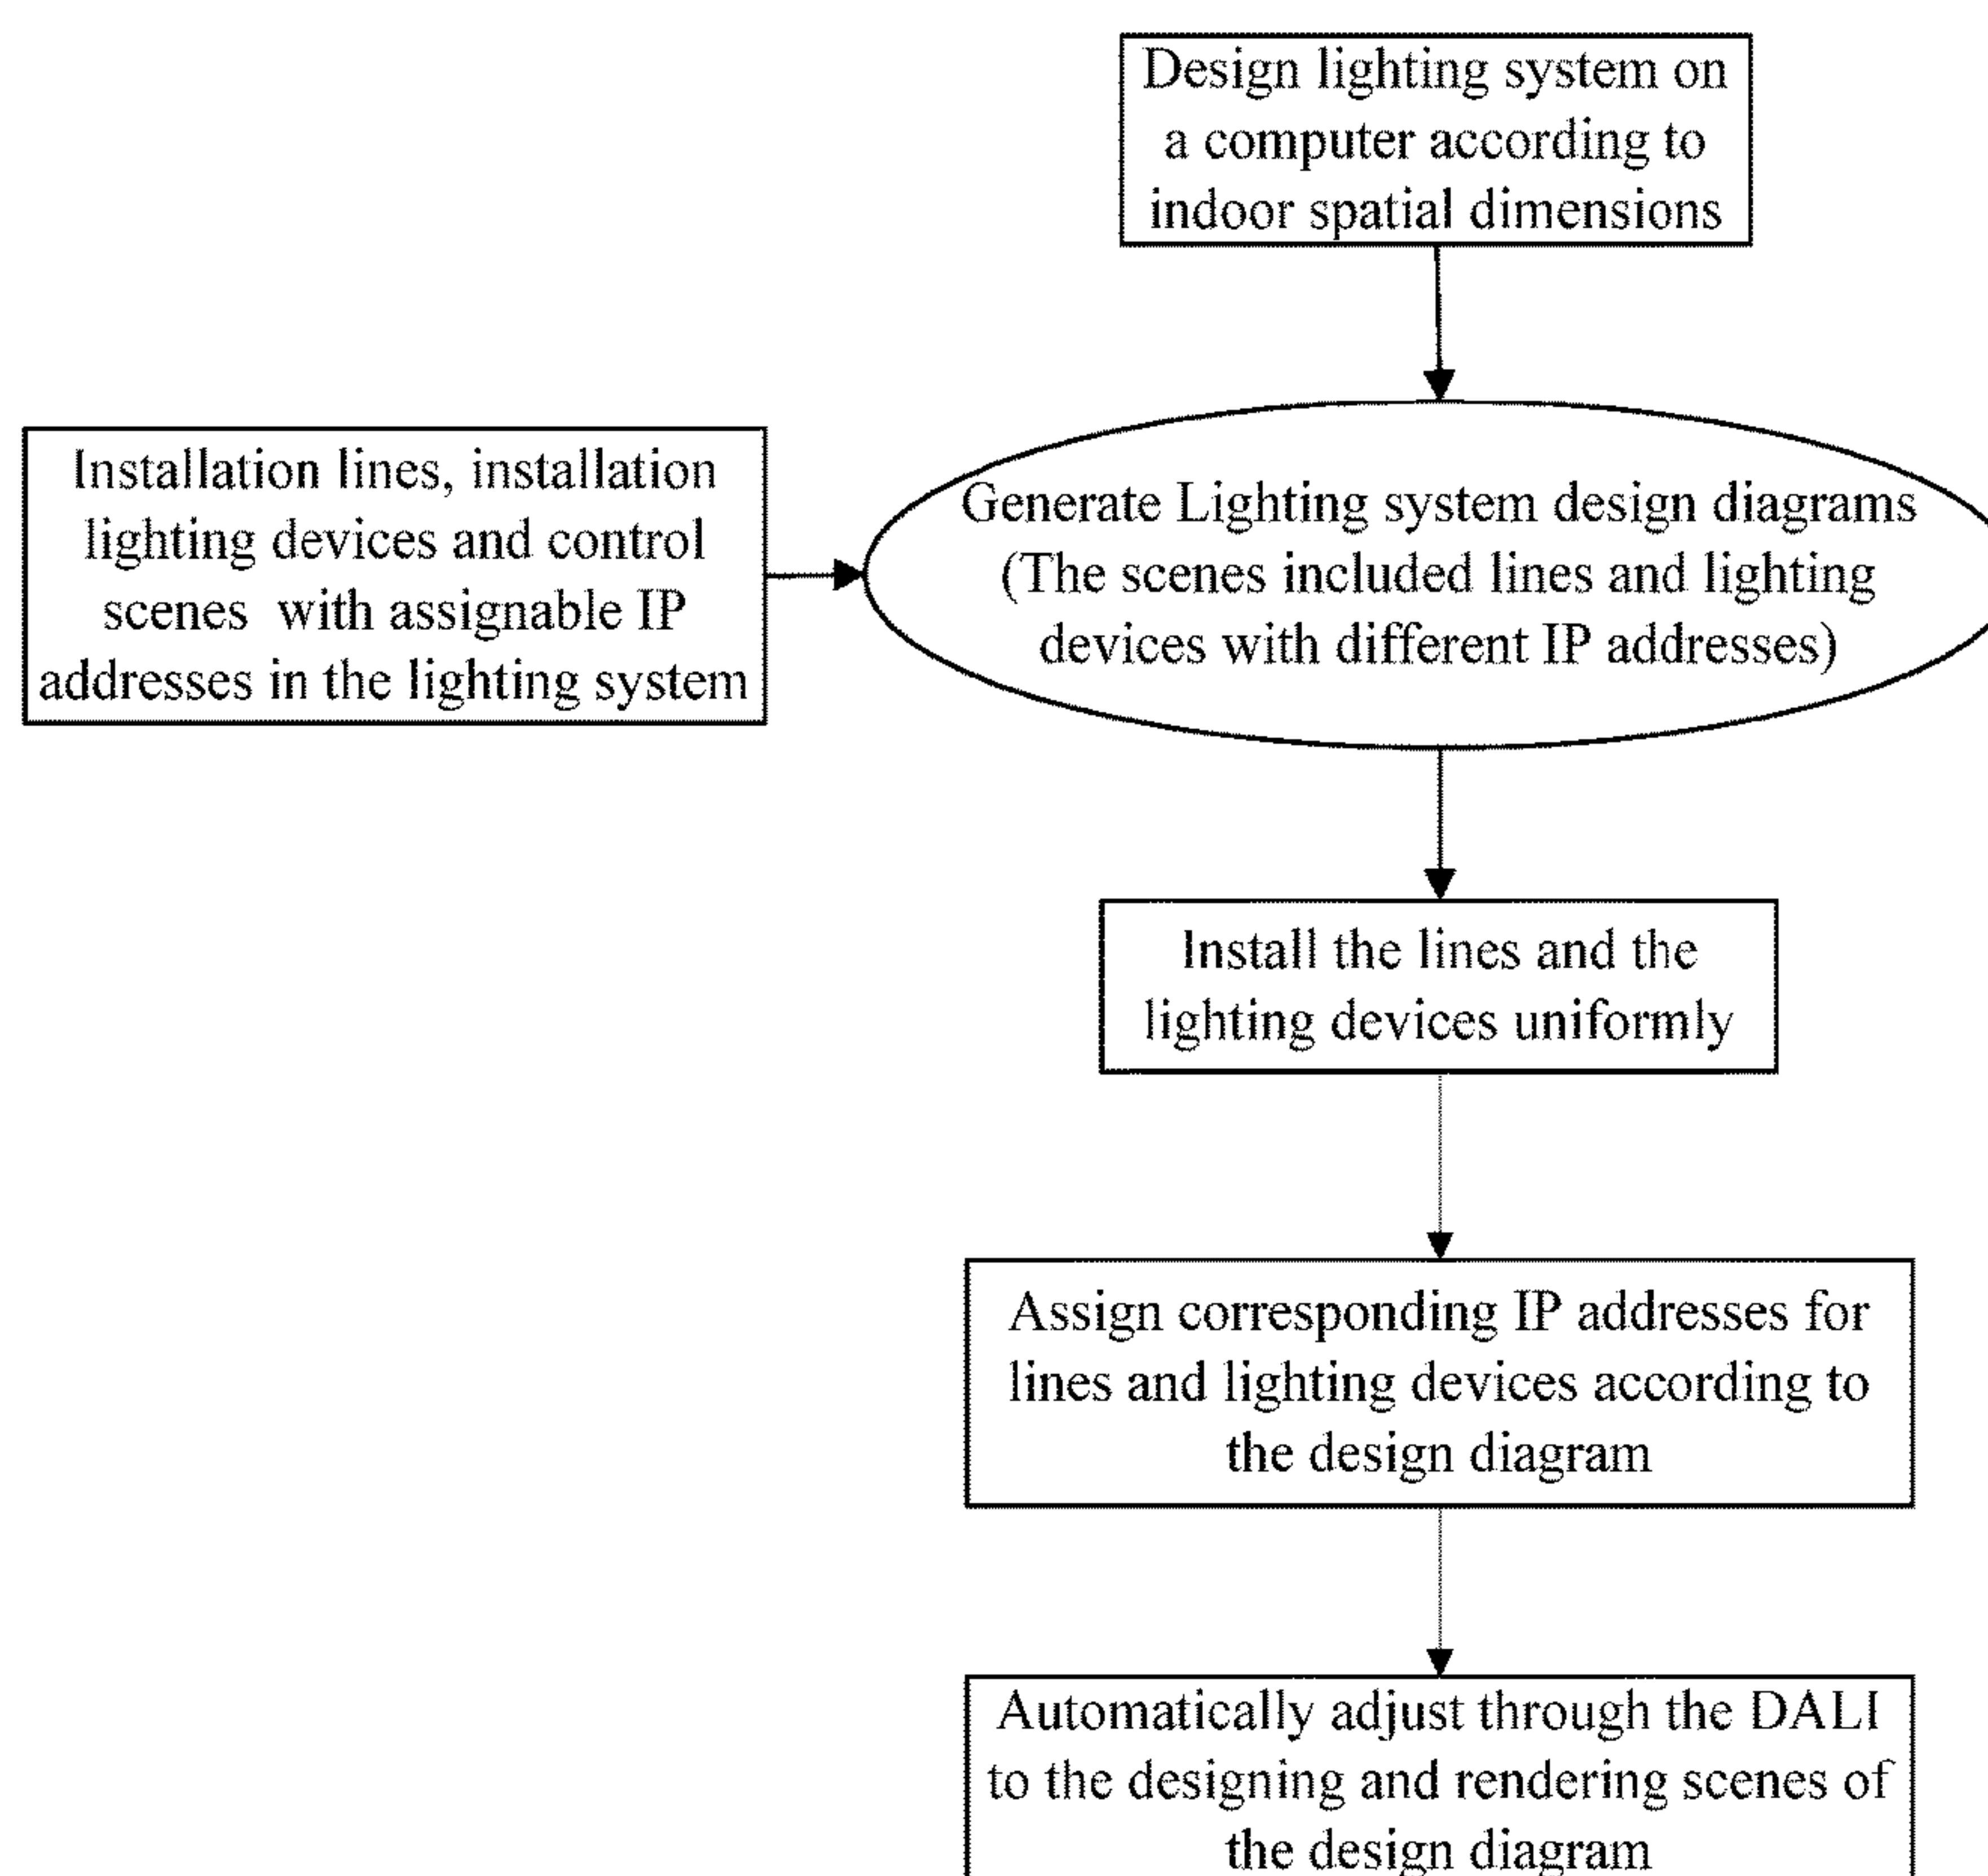 Design lighting system on
a computer according to
indoor spatial dimensions
Installation lines, installation
lighting devices and control
scenes with assignable IP
addresses in the lighting system
Generate Lighting system design diagrams
(The scenes included lines and lighting
devices with different IP addresses)
Install the lines and the
lighting devices uniformly
Assign corresponding IP addresses for
lines and lighting devices according to
the design diagram
Automatically adjust through the DALI
to the designing and rendering scenes of
the design diagram